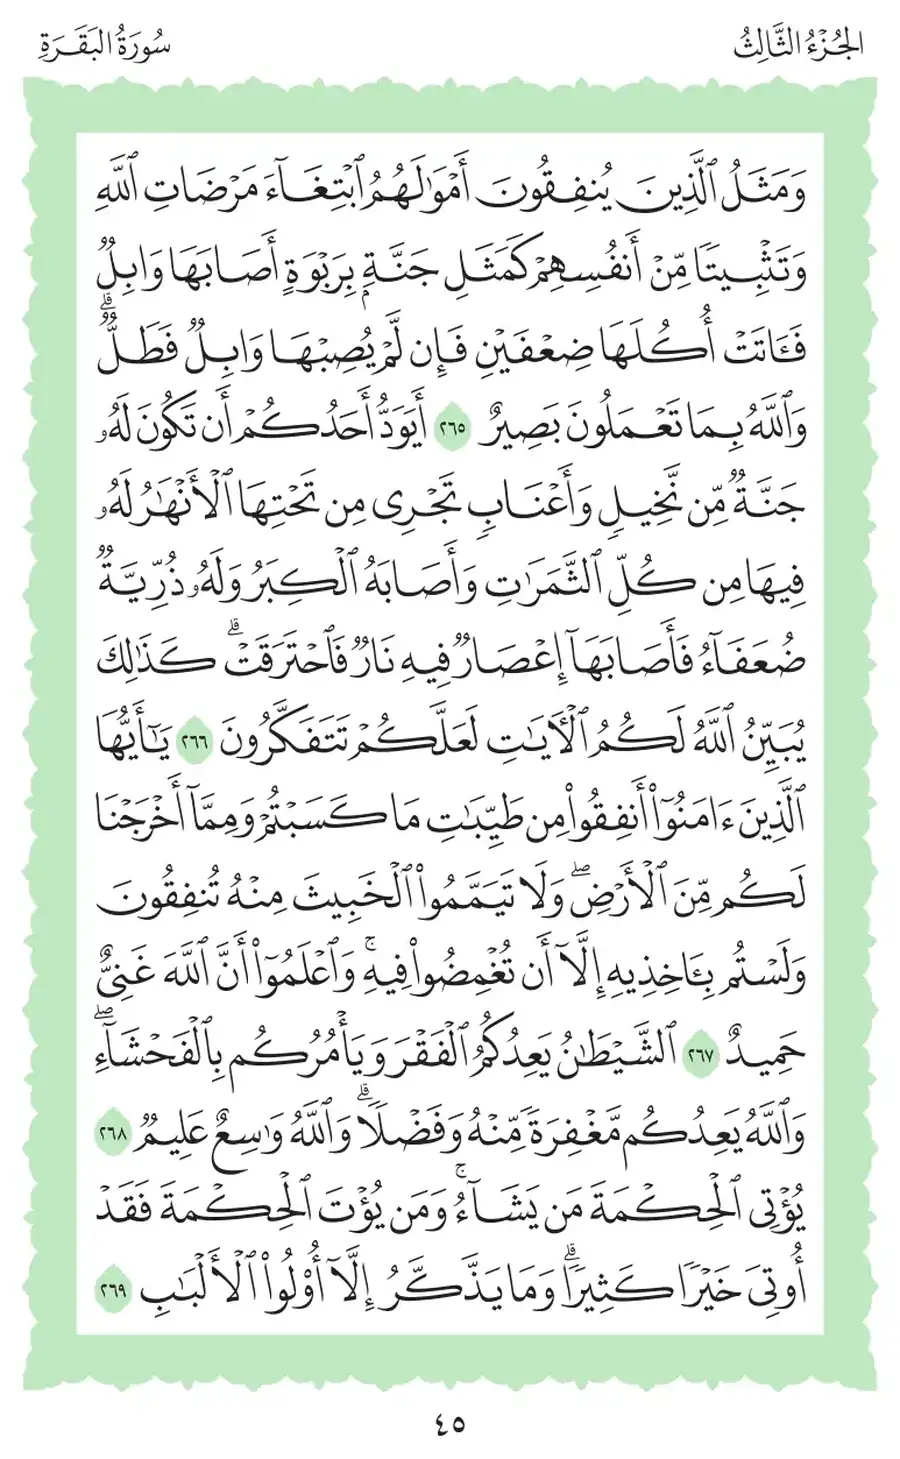 الجُزْءُ الثَّالِثُ
سُورَةُ البَقَرَةِ
وَمَثَلُ ٱلَّذِينَ يُنفِقُونَ أَمْوَٰلَهُمُ ٱبْتِغَآءَ مَرْضَاتِ ٱللَّهِ
وَتَثْبِيتًا مِّنْ أَنفُسِهِمْ كَمَثَلِ جَنَّةٍۭ بِرَبْوَةٍ أَصَابَهَا وَابِلٌ
فَـَٔاتَتْ أُكُلَهَا ضِعْفَيْنِ فَإِن لَّمْ يُصِبْهَا وَابِلٌ فَطَلٌّ ۗ
وَٱللَّهُ بِمَا تَعْمَلُونَ بَصِيرٌ ٢٦٥ أَيَوَدُّ أَحَدُكُمْ أَن تَكُونَ لَهُۥ
جَنَّةٌ مِّن نَّخِيلٍ وَأَعْنَابٍ تَجْرِى مِن تَحْتِهَا ٱلْأَنْهَٰرُ لَهُۥ
فِيهَا مِن كُلِّ ٱلثَّمَرَٰتِ وَأَصَابَهُ ٱلْكِبَرُ وَلَهُۥ ذُرِّيَّةٌ
ضُعَفَآءُ فَأَصَابَهَآ إِعْصَارٌ فِيهِ نَارٌ فَٱحْتَرَقَتْ ۗ كَذَٰلِكَ
يُبَيِّنُ ٱللَّهُ لَكُمُ ٱلْـَٔايَٰتِ لَعَلَّكُمْ تَتَفَكَّرُونَ ٢٦٦ يَٰٓأَيُّهَا
ٱلَّذِينَ ءَامَنُوٓا۟ أَنفِقُوا۟ مِن طَيِّبَٰتِ مَا كَسَبْتُمْ وَمِمَّآ أَخْرَجْنَا
لَكُم مِّنَ ٱلْأَرْضِ ۖ وَلَا تَيَمَّمُوا۟ ٱلْخَبِيثَ مِنْهُ تُنفِقُونَ
وَلَسْتُم بِـَٔاخِذِيهِ إِلَّآ أَن تُغْمِضُوا۟ فِيهِ ۚ وَٱعْلَمُوٓا۟ أَنَّ ٱللَّهَ غَنِىٌّ
حَمِيدٌ ٢٦٧ ٱلشَّيْطَٰنُ يَعِدُكُمُ ٱلْفَقْرَ وَيَأْمُرُكُم بِٱلْفَحْشَآءِ ۖ
وَٱللَّهُ يَعِدُكُم مَّغْفِرَةً مِّنْهُ وَفَضْلًا ۗ وَٱللَّهُ وَٰسِعٌ عَلِيمٌ ٢٦٨
يُؤْتِى ٱلْحِكْمَةَ مَن يَشَآءُ ۚ وَمَن يُؤْتَ ٱلْحِكْمَةَ فَقَدْ
أُوتِىَ خَيْرًا كَثِيرًا ۗ وَمَا يَذَّكَّرُ إِلَّآ أُو۟لُوا۟ ٱلْأَلْبَٰبِ ٢٦٩
٤٥